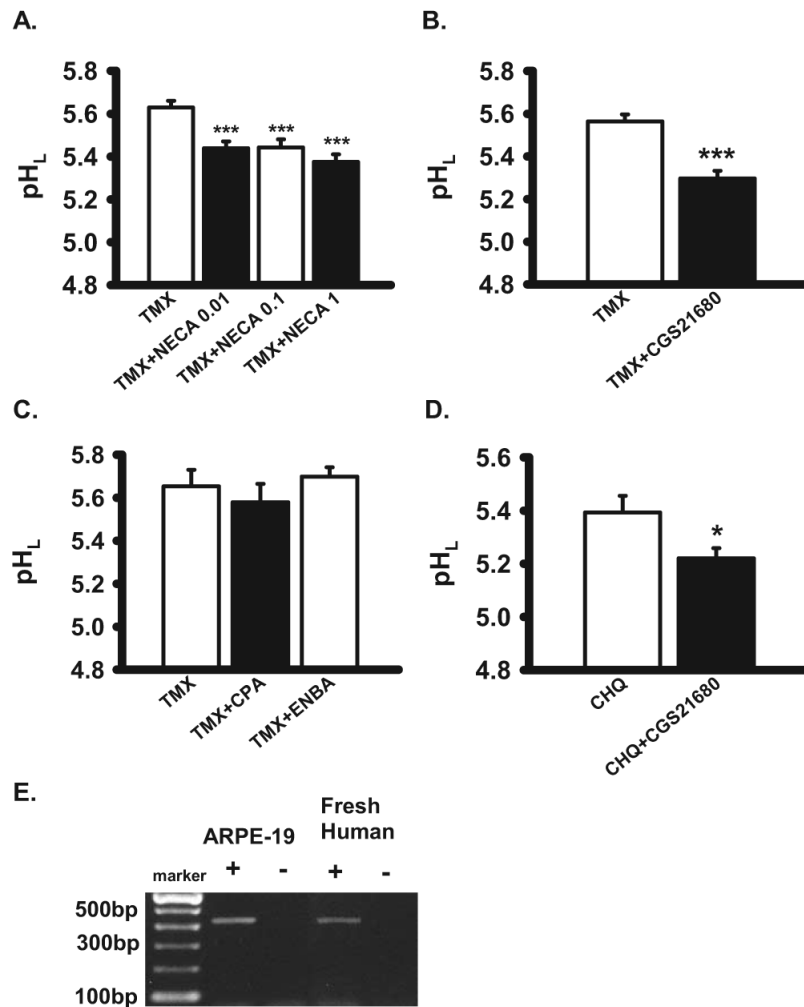 A.
pHL
5.8
5.6
5.4
5.2
5.0
4.8
***
***
***
TMX
TMX+NECA 0.01
TMX+NECA 0.1
TMX+NECA 1
B.
pHL
5.8
5.6
5.4
5.2
5.0
4.8
***
TMX
TMX+CGS21680
C.
pHL
5.8
5.6
5.4
5.2
5.0
4.8
TMX
TMX+CPA
TMX+ENBA
D.
pHL
5.6
5.4
5.2
5.0
4.8
*
CHQ
CHQ+CGS21680
E.
ARPE-19
Fresh
Human
marker + - + -
500bp
300bp
100bp